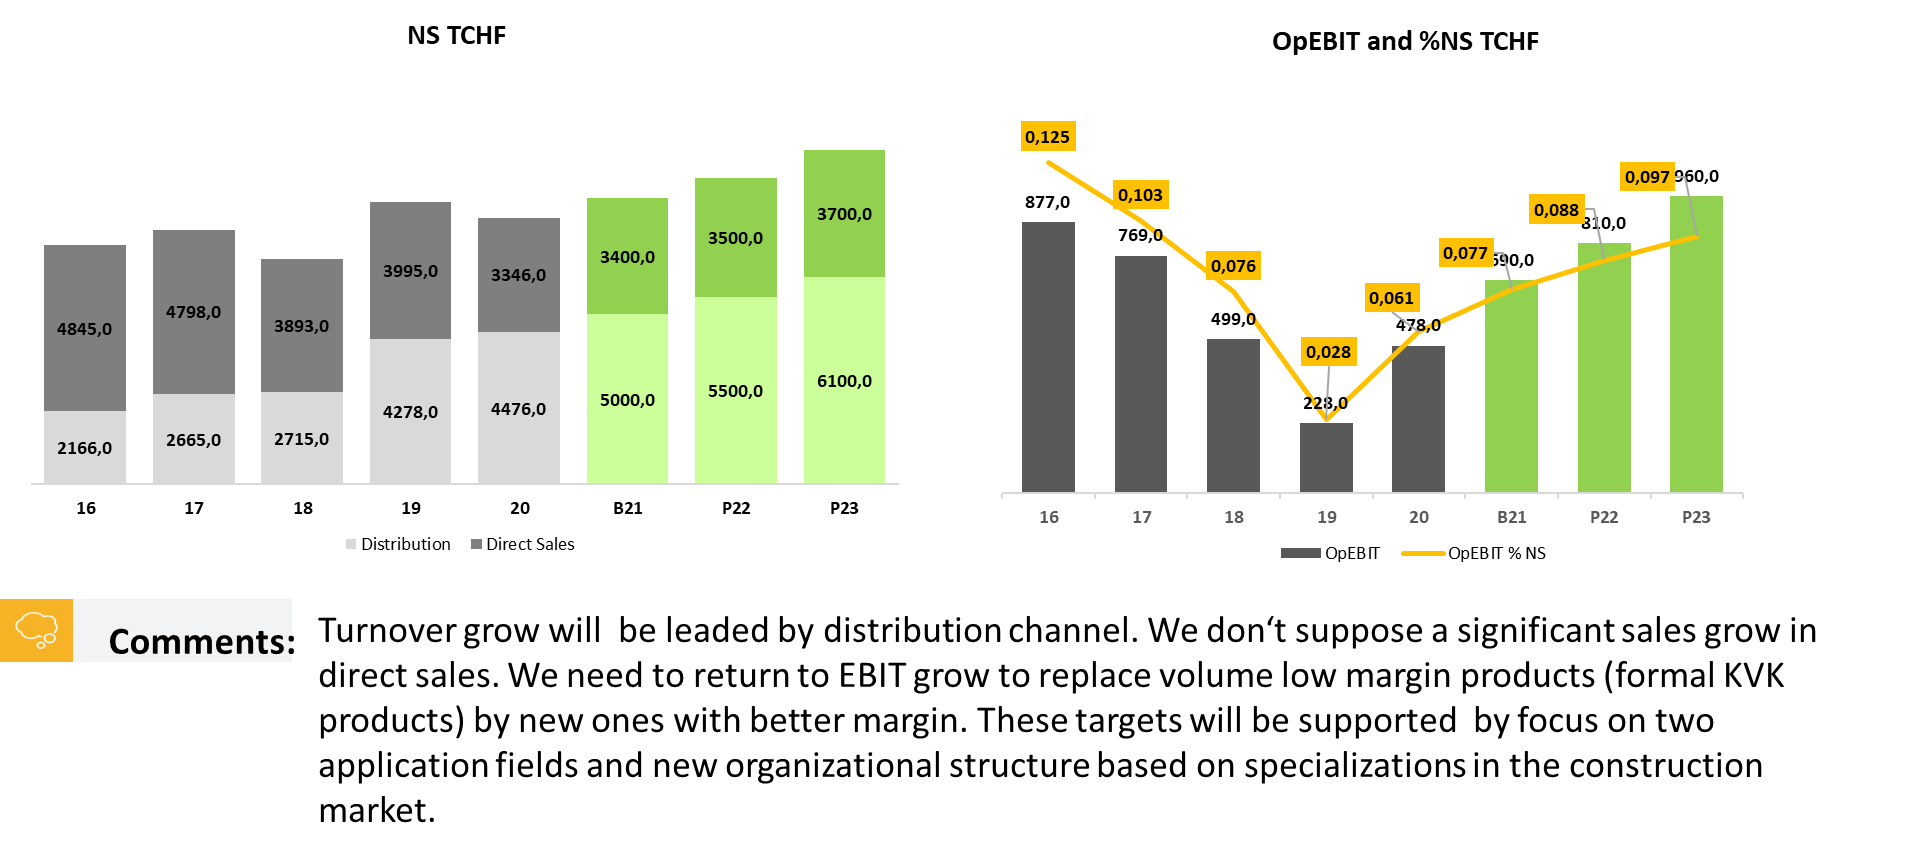 NS TCHF
4845,0
4798,0
3893,0
3995,0
3346,0
3400,0
3500,0
3700,0
2166,0
2665,0
2715,0
4278,0
4476,0
5000,0
5500,0
6100,0
16 17 18 19 20 B21 P22 P23
Distribution Direct Sales
OpEBIT and %NS TCHF
0,125
0,103
0,076
0,028
0,061
0,077
0,088
0,097
877,0
769,0
499,0
228,0
478,0
690,0
810,0
960,0
16 17 18 19 20 B21 P22 P23
OpEBIT OpEBIT % NS
Comments:
Turnover grow will be leaded by distribution channel. We don‘t suppose a significant sales grow in
direct sales. We need to return to EBIT grow to replace volume low margin products (formal KVK
products) by new ones with better margin. These targets will be supported by focus on two
application fields and new organizational structure based on specializations in the construction
market.